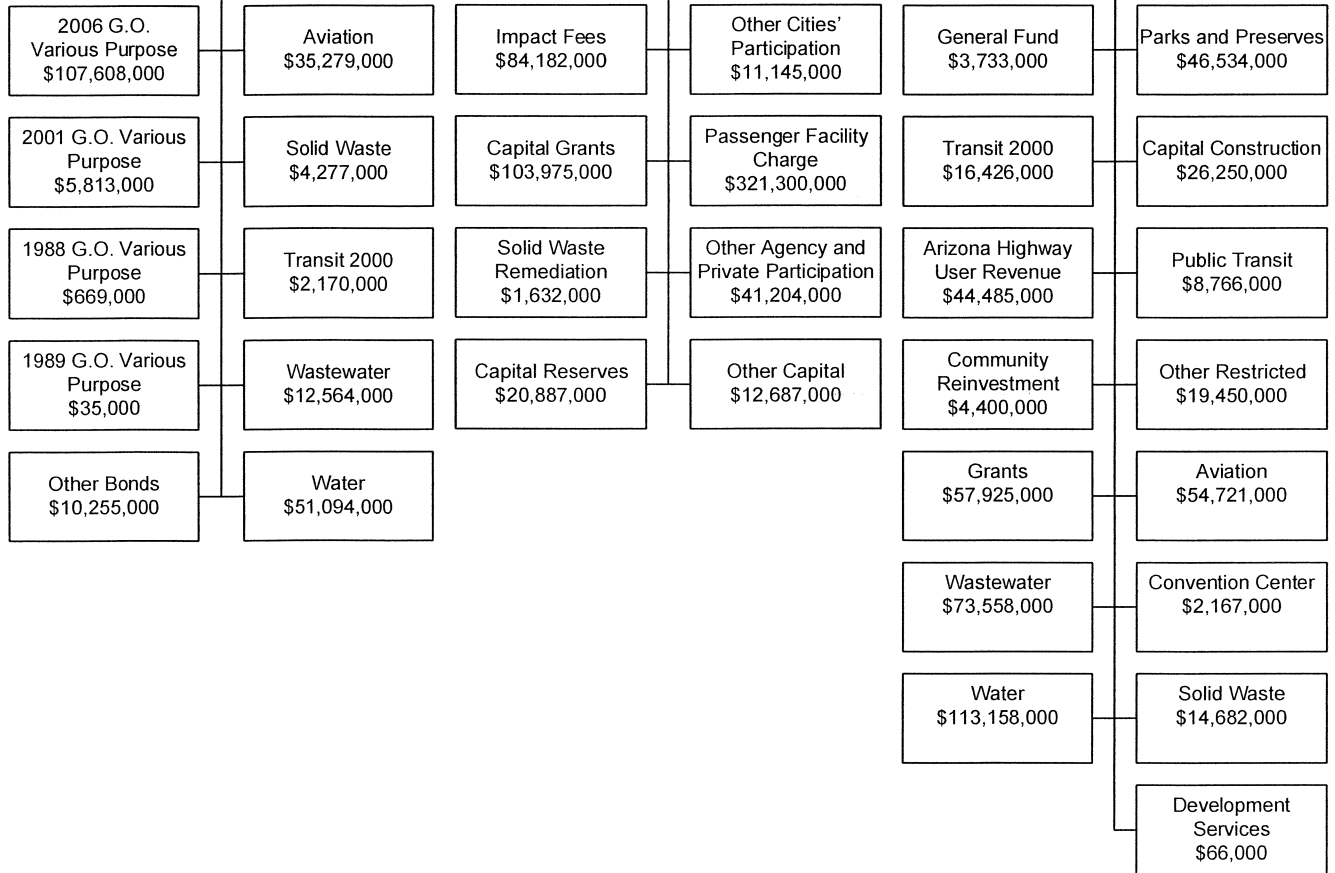 2006 G.O.
Various Purpose
$107,608,000
Aviation
$35,279,000
2001 G.O. Various
Purpose
$5,813,000
Solid Waste
$4,277,000
1988 G.O. Various
Purpose
$669,000
Transit 2000
$2,170,000
1989 G.O. Various
Purpose
$35,000
Wastewater
$12,564,000
Other Bonds
$10,255,000
Water
$51,094,000
Impact Fees
$84,182,000
Other Cities'
Participation
$11,145,000
Capital Grants
$103,975,000
Passenger Facility
Charge
$321,300,000
Solid Waste
Remediation
$1,632,000
Other Agency and
Private Participation
$41,204,000
Capital Reserves
$20,887,000
Other Capital
$12,687,000
General Fund
$3,733,000
Parks and Preserves
$46,534,000
Transit 2000
$16,426,000
Capital Construction
$26,250,000
Arizona Highway
User Revenue
$44,485,000
Public Transit
$8,766,000
Community
Reinvestment
$4,400,000
Other Restricted
$19,450,000
Grants
$57,925,000
Aviation
$54,721,000
Wastewater
$73,558,000
Convention Center
$2,167,000
Water
$113,158,000
Solid Waste
$14,682,000
Development
Services
$66,000